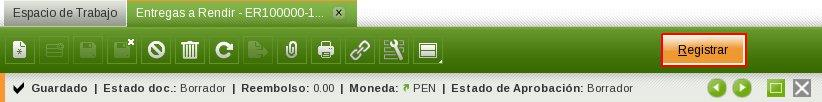 Espacio de Trabajo
Entregas a Rendir - ER100000-1...
Registrar
Guardado | Estado doc.: Borrador | Reembolso: 0.00 | Moneda: PEN | Estado de Aprobación: Borrador